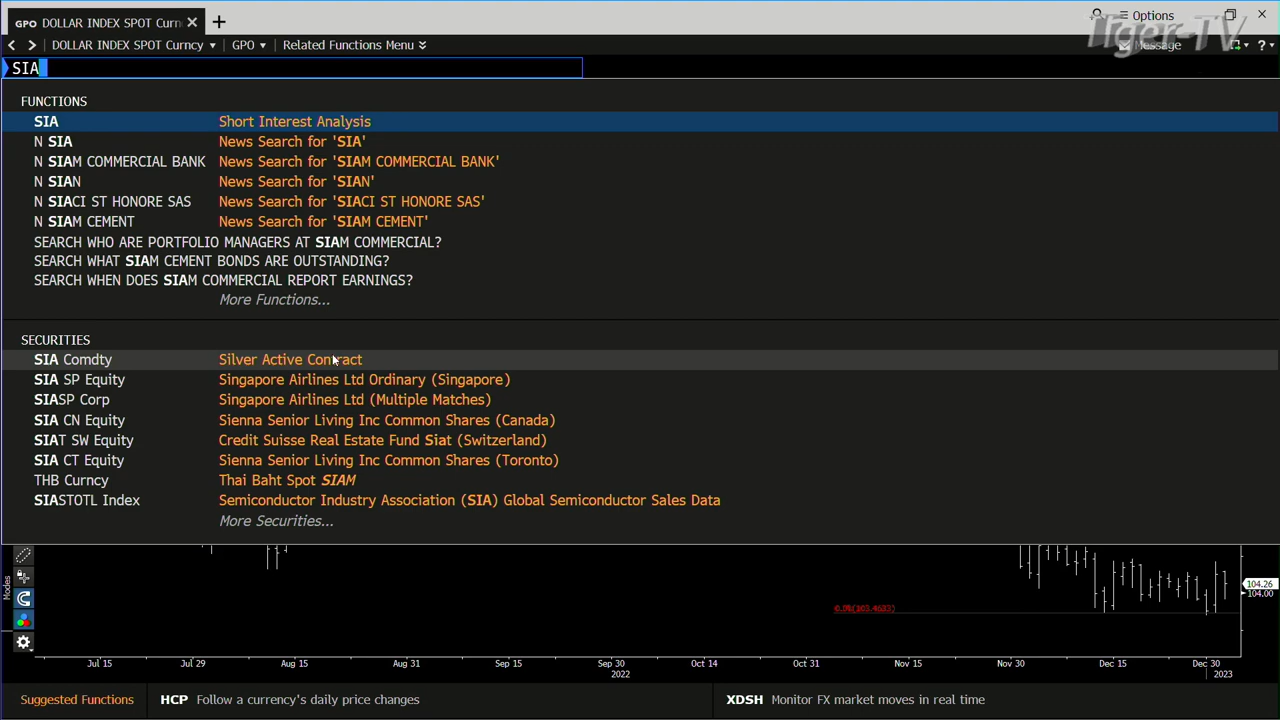 GPO DOLLAR INDEX SPOT Curn
Options
DOLLAR INDEX SPOT Curncy
GPO
Related Functions Menu
Message
?
Tiger-TV
SIA
FUNCTIONS
SIA Short Interest Analysis
N SIA News Search for 'SIA'
N SIAM COMMERCIAL BANK News Search for 'SIAM COMMERCIAL BANK'
N SIAN News Search for 'SIAN'
N SIACI ST HONORE SAS News Search for 'SIACI ST HONORE SAS'
N SIAM CEMENT News Search for 'SIAM CEMENT'
SEARCH WHO ARE PORTFOLIO MANAGERS AT SIAM COMMERCIAL?
SEARCH WHAT SIAM CEMENT BONDS ARE OUTSTANDING?
SEARCH WHEN DOES SIAM COMMERCIAL REPORT EARNINGS?
More Functions...
SECURITIES
SIA Comdty Silver Active Contract
SIA SP Equity Singapore Airlines Ltd Ordinary (Singapore)
SIASP Corp Singapore Airlines Ltd (Multiple Matches)
SIA CN Equity Sienna Senior Living Inc Common Shares (Canada)
SIAT SW Equity Credit Suisse Real Estate Fund Siat (Switzerland)
SIA CT Equity Sienna Senior Living Inc Common Shares (Toronto)
THB Curncy Thai Baht Spot SIAM
SIASTOTL Index Semiconductor Industry Association (SIA) Global Semiconductor Sales Data
More Securities...
Modes
104.26
104.00
0.0%(103.4633)
Jul 15 Jul 29 Aug 15 Aug 31 Sep 15 Sep 30 Oct 14 Oct 31 Nov 15 Nov 30 Dec 15 Dec 30
2022 2023
Suggested Functions HCP Follow a currency's daily price changes XDSH Monitor FX market moves in real time